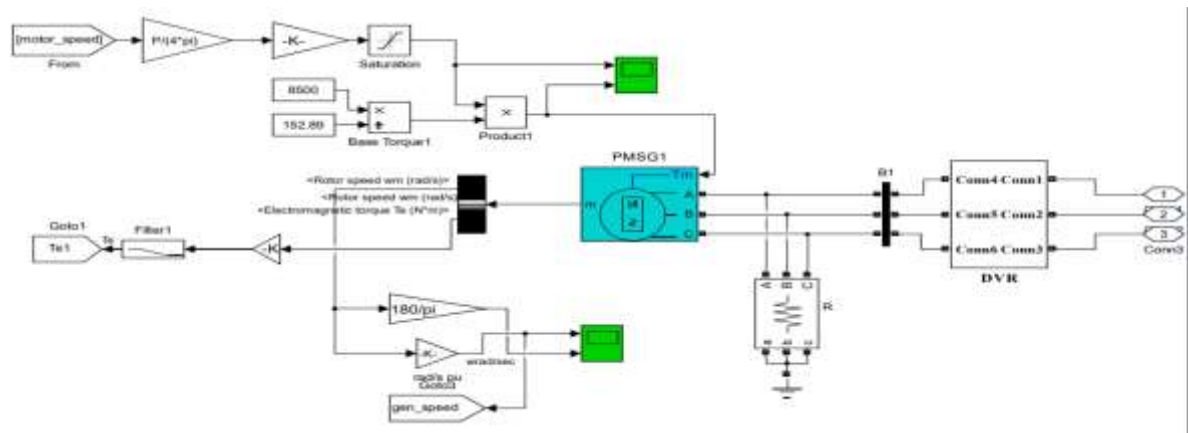 [motor_speed]
From
P/(4*pi)
-K-
Saturation
8500
152.89
×
÷
Base Torque1
×
Product1
PMSG1
Tm
m
A
B
C
N
S
<Rotor speed wm (rad/s)>
<Rotor speed wm (rad/s)
<Electromagnetic torque Te (N*m)>
Goto1
Te1
Te
Filter1
-K
180/pi
-K-
rad/s pu
wrad/sec
Goto3
gen_speed
B1
A B C
R
Conn4 Conn1
Conn5 Conn2
Conn6 Conn3
DVR
1
2
3
Conn3